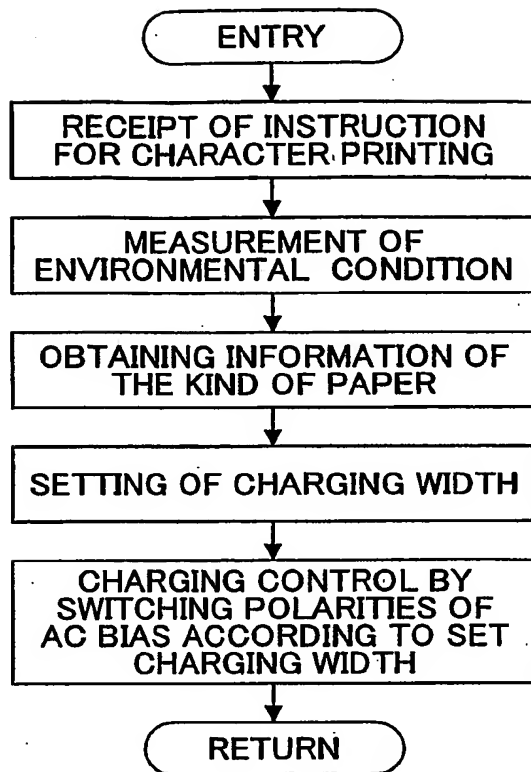 ENTRY
RECEIPT OF INSTRUCTION
FOR CHARACTER PRINTING
MEASUREMENT OF
ENVIRONMENTAL CONDITION
OBTAINING INFORMATION OF
THE KIND OF PAPER
SETTING OF CHARGING WIDTH
CHARGING CONTROL BY
SWITCHING POLARITIES OF
AC BIAS ACCORDING TO SET
CHARGING WIDTH
RETURN